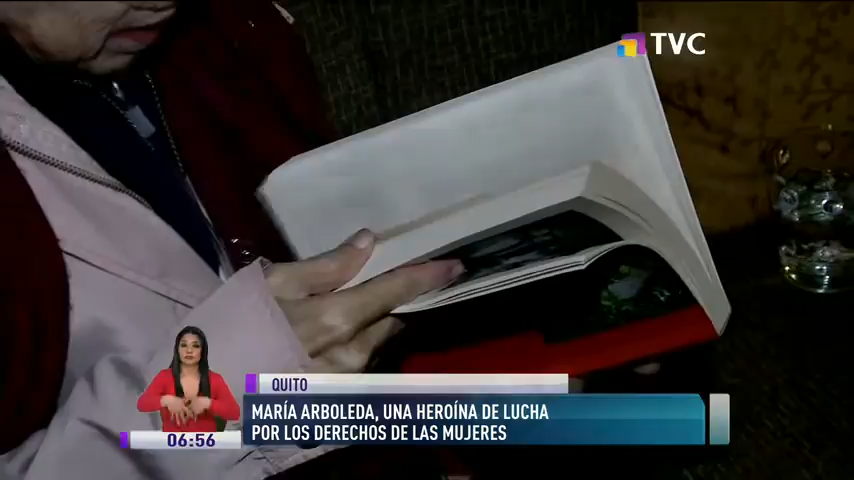 TVC
QUITO
MARÍA ARBOLEDA, UNA HEROÍNA DE LUCHA
POR LOS DERECHOS DE LAS MUJERES
06:56